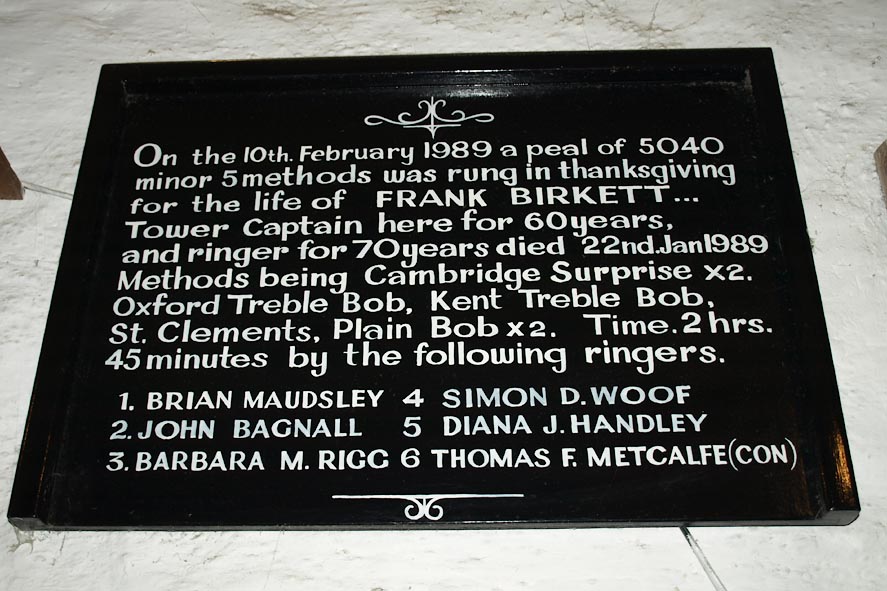 On the 10th. February 1989 a peal of 5040
minor 5 methods was rung in thanksgiving
for the life of FRANK BIRKETT...
Tower Captain here for 60 years,
and ringer for 70 years died 22nd. Jan 1989
Methods being Cambridge Surprise x2.
Oxford Treble Bob, Kent Treble Bob,
St. Clements, Plain Bob x2. Time. 2 hrs.
45 minutes by the following ringers.
1. BRIAN MAUDSLEY 4 SIMON D. WOOF
2. JOHN BAGNALL 5 DIANA J. HANDLEY
3. BARBARA M. RIGG 6 THOMAS F. METCALFE (CON)